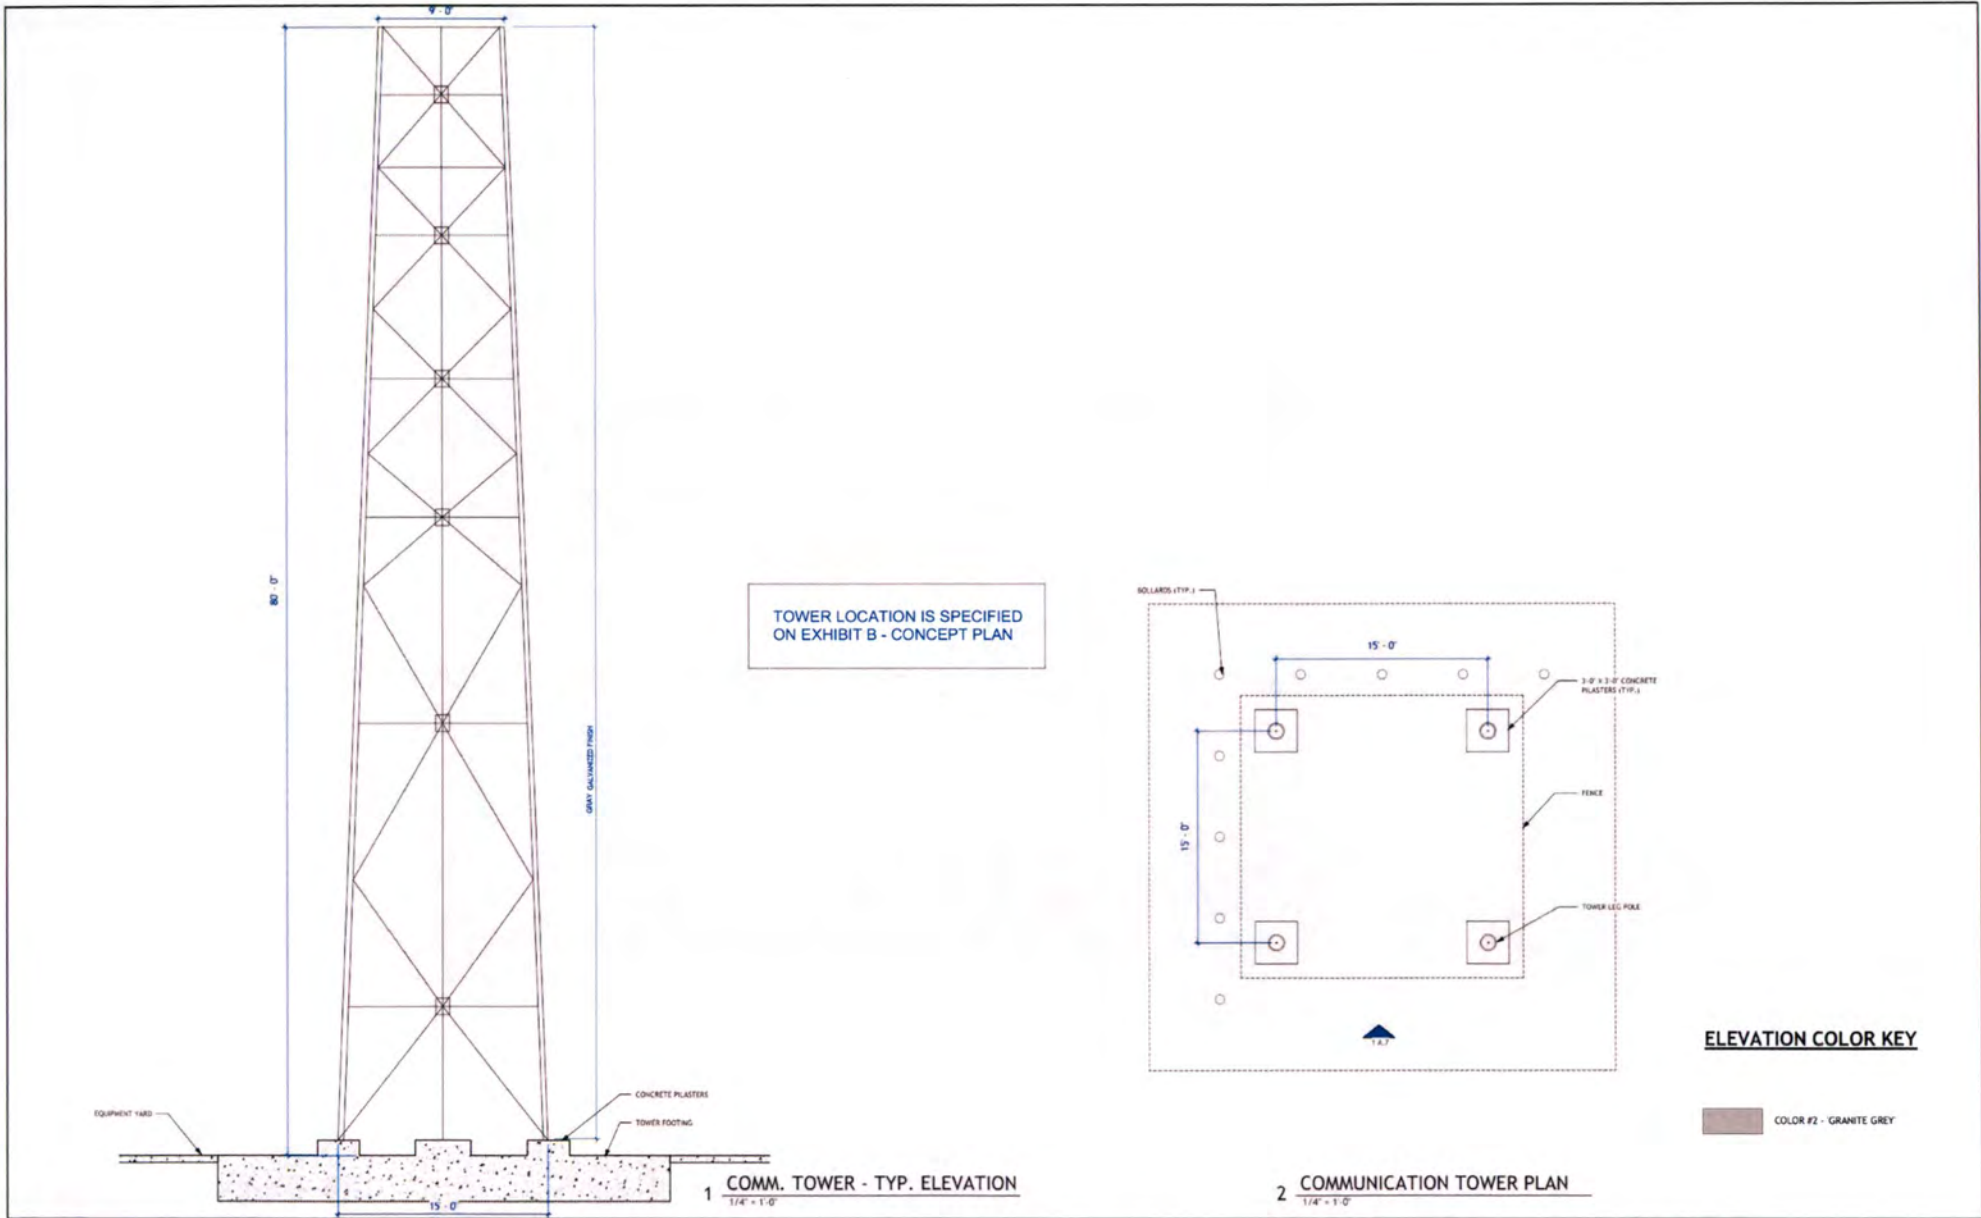 9' - 0"
80' - 0"
GRAY GALVANIZED FINISH
TOWER LOCATION IS SPECIFIED
ON EXHIBIT B - CONCEPT PLAN
EQUIPMENT YARD
CONCRETE PILASTERS
TOWER FOOTING
15' - 0"
1 COMM. TOWER - TYP. ELEVATION
1/4" = 1'-0"
BOLLARDS (TYP.)
15' - 0"
3'-0" X 3'-0" CONCRETE
PILASTERS (TYP.)
15' - 0"
FENCE
TOWER LEG POLE
2 COMMUNICATION TOWER PLAN
1/4" = 1'-0"
ELEVATION COLOR KEY
COLOR #2 - 'GRANITE GREY'